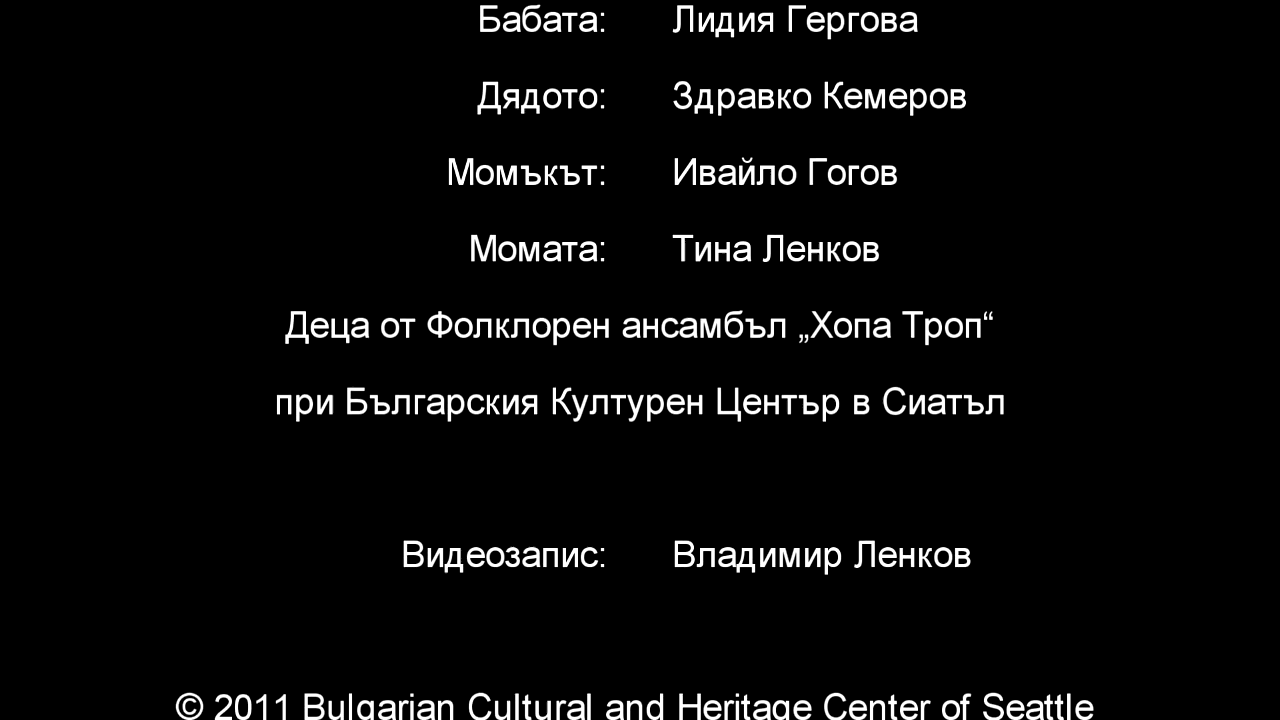 Бабата: Лидия Гергова
Дядото: Здравко Кемеров
Момъкът: Ивайло Гогов
Момата: Тина Ленков
Деца от Фолклорен ансамбъл „Хопа Троп“
при Българския Културен Център в Сиатъл
Видеозапис: Владимир Ленков
© 2011 Bulgarian Cultural and Heritage Center of Seattle